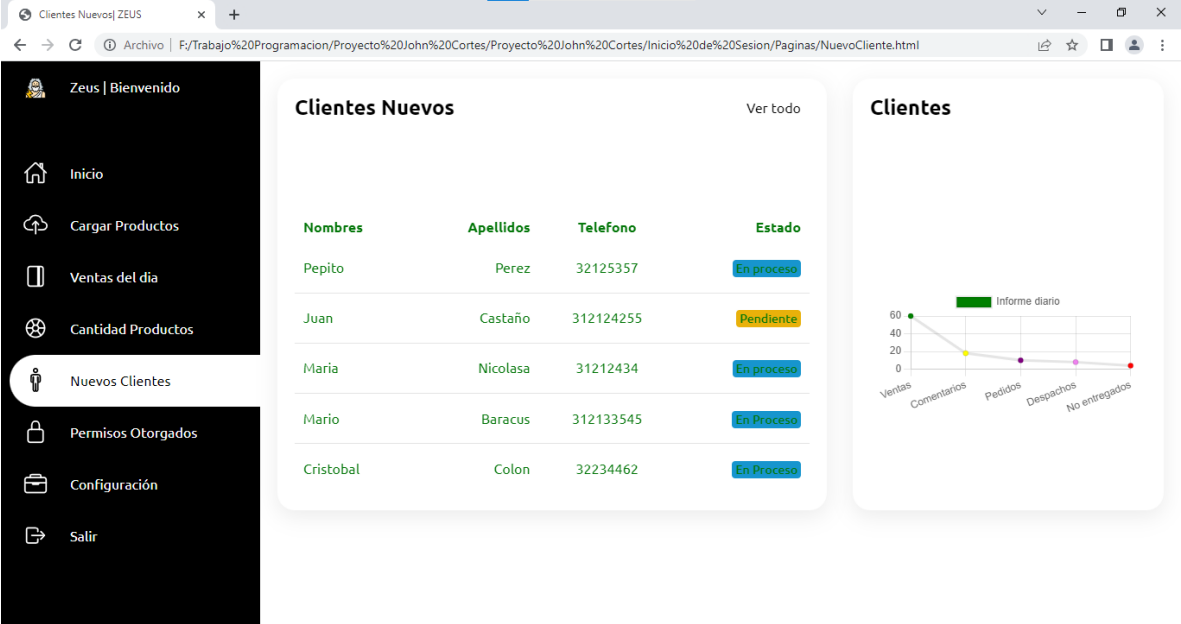 Clientes Nuevos| ZEUS
Archivo | F:/Trabajo%20Programacion/Proyecto%20John%20Cortes/Proyecto%20John%20Cortes/Inicio%20de%20Sesion/Paginas/NuevoCliente.html
Zeus | Bienvenido
Inicio
Cargar Productos
Ventas del dia
Cantidad Productos
Nuevos Clientes
Permisos Otorgados
Configuración
Salir
Clientes Nuevos Ver todo
Nombres Apellidos Telefono Estado
Pepito Perez 32125357 En proceso
Juan Castaño 312124255 Pendiente
Maria Nicolasa 31212434 En proceso
Mario Baracus 312133545 En Proceso
Cristobal Colon 32234462 En Proceso
Clientes
Informe diario
60
40
20
0
Ventas Comentarios Pedidos Despachos No entregados